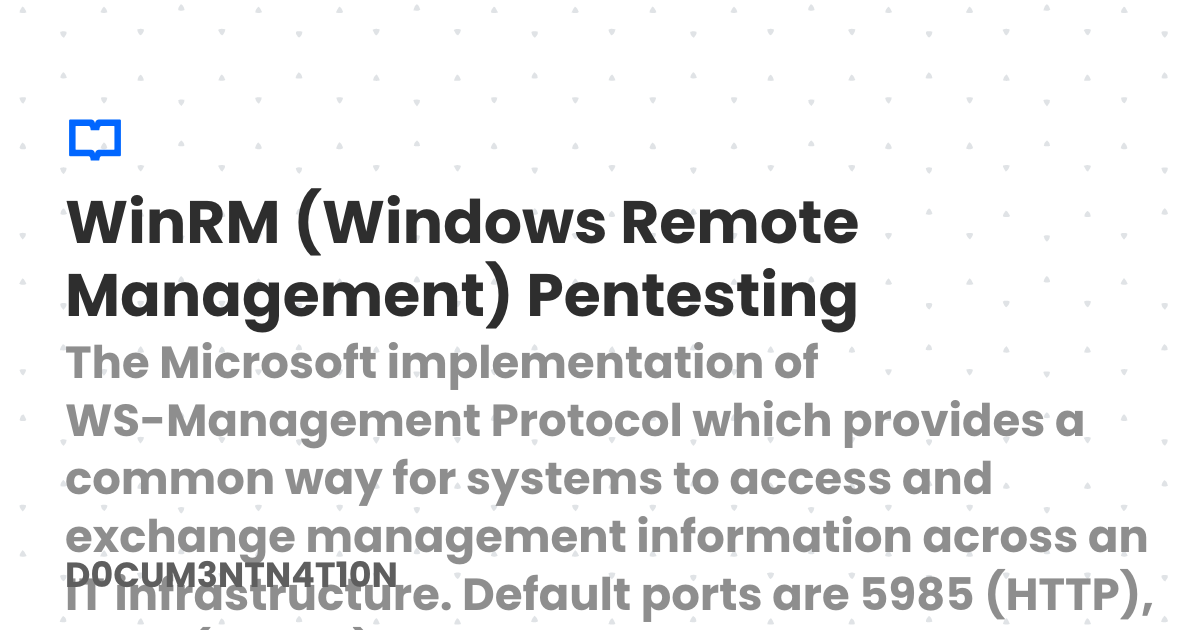 WinRM (Windows Remote
Management) Pentesting
The Microsoft implementation of
WS-Management Protocol which provides a
common way for systems to access and
exchange management information across an
D0CUM3NTN4T10N
IT infrastructure. Default ports are 5985 (HTTP),